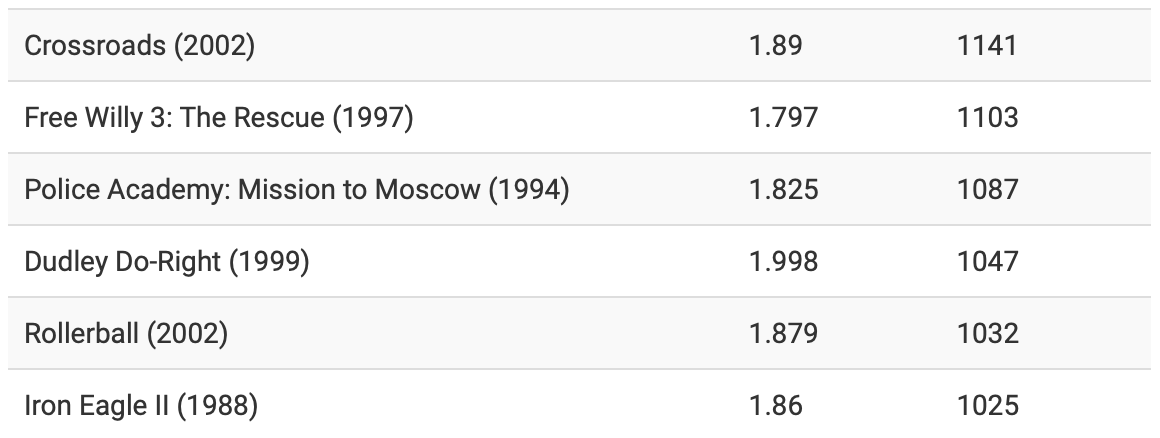 Crossroads (2002) 1.89 1141
Free Willy 3: The Rescue (1997) 1.797 1103
Police Academy: Mission to Moscow (1994) 1.825 1087
Dudley Do-Right (1999) 1.998 1047
Rollerball (2002) 1.879 1032
Iron Eagle II (1988) 1.86 1025